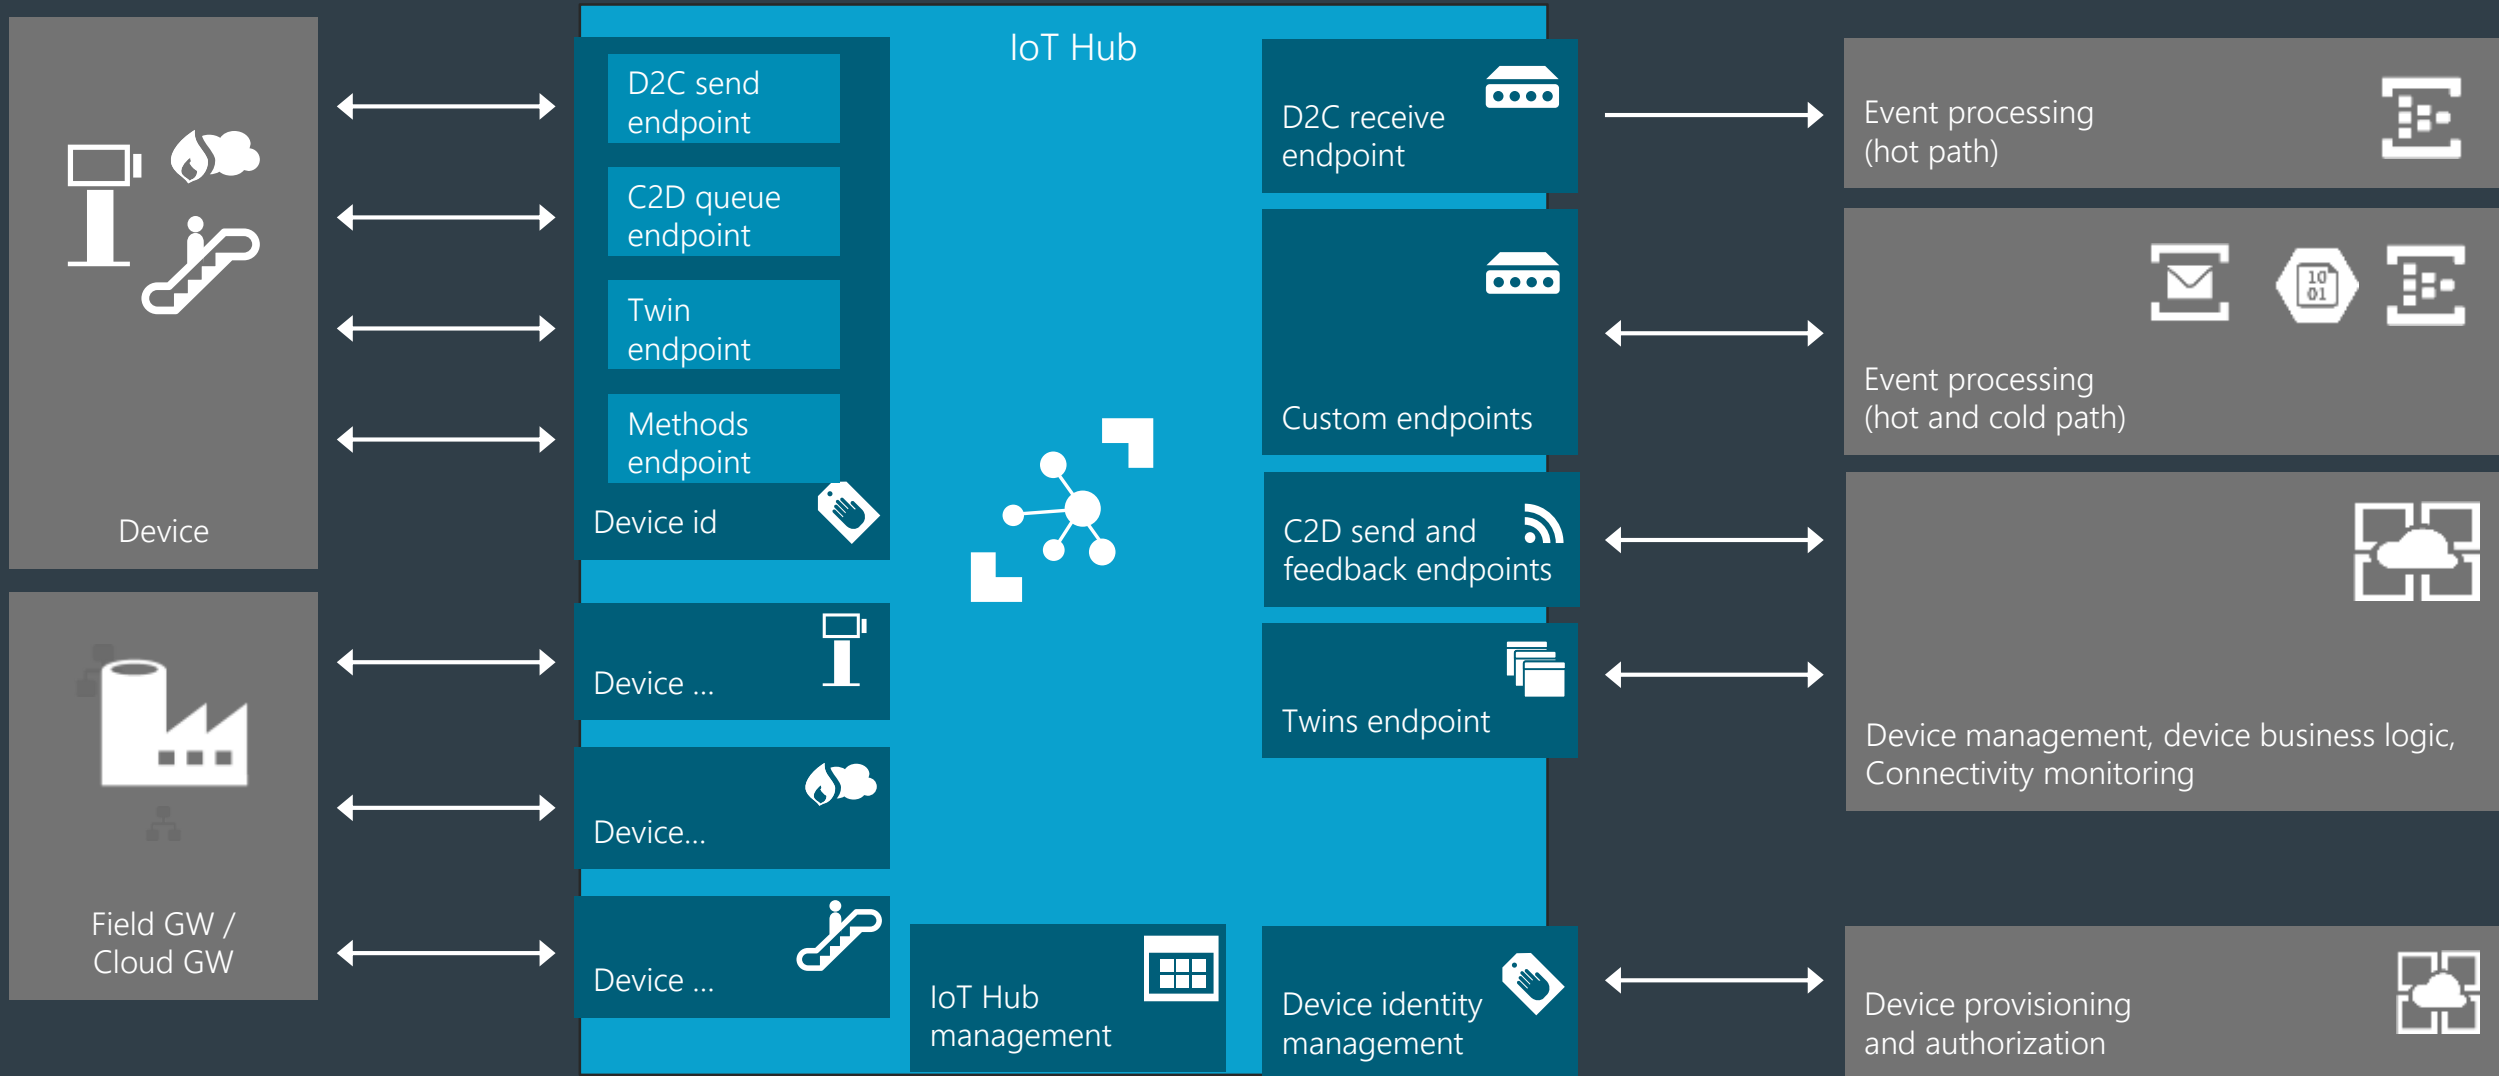 IoT Hub
D2C send
endpoint
C2D queue
endpoint
Twin
endpoint
Methods
endpoint
Device id
Device
Device ...
Device...
Device ...
Field GW /
Cloud GW
IoT Hub
management
D2C receive
endpoint
Custom endpoints
C2D send and
feedback endpoints
Twins endpoint
Device identity
management
Event processing
(hot path)
10
01
Event processing
(hot and cold path)
Device management, device business logic,
Connectivity monitoring
Device provisioning
and authorization